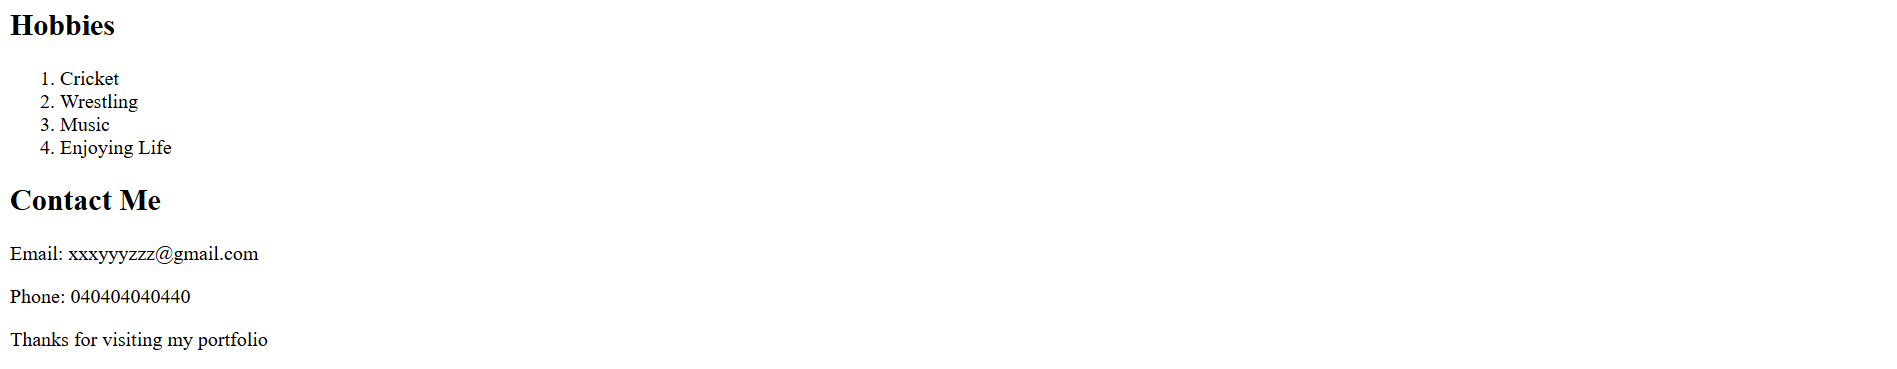 Hobbies
1. Cricket
2. Wrestling
3. Music
4. Enjoying Life
Contact Me
Email: xxxyyyzzz@gmail.com
Phone: 040404040440
Thanks for visiting my portfolio